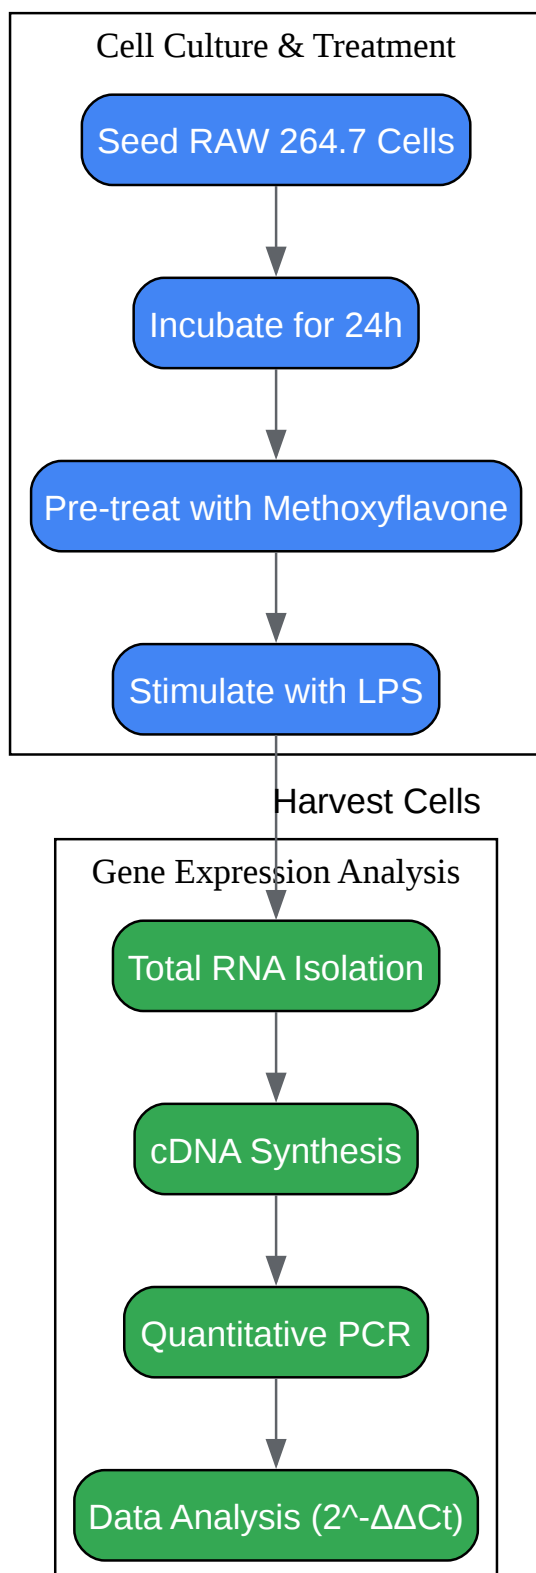 Cell Culture & Treatment
Seed RAW 264.7 Cells
Incubate for 24h
Pre-treat with Methoxyflavone
Stimulate with LPS
Harvest Cells
Gene Expression Analysis
Total RNA Isolation
cDNA Synthesis
Quantitative PCR
Data Analysis (2^-ΔΔCt)